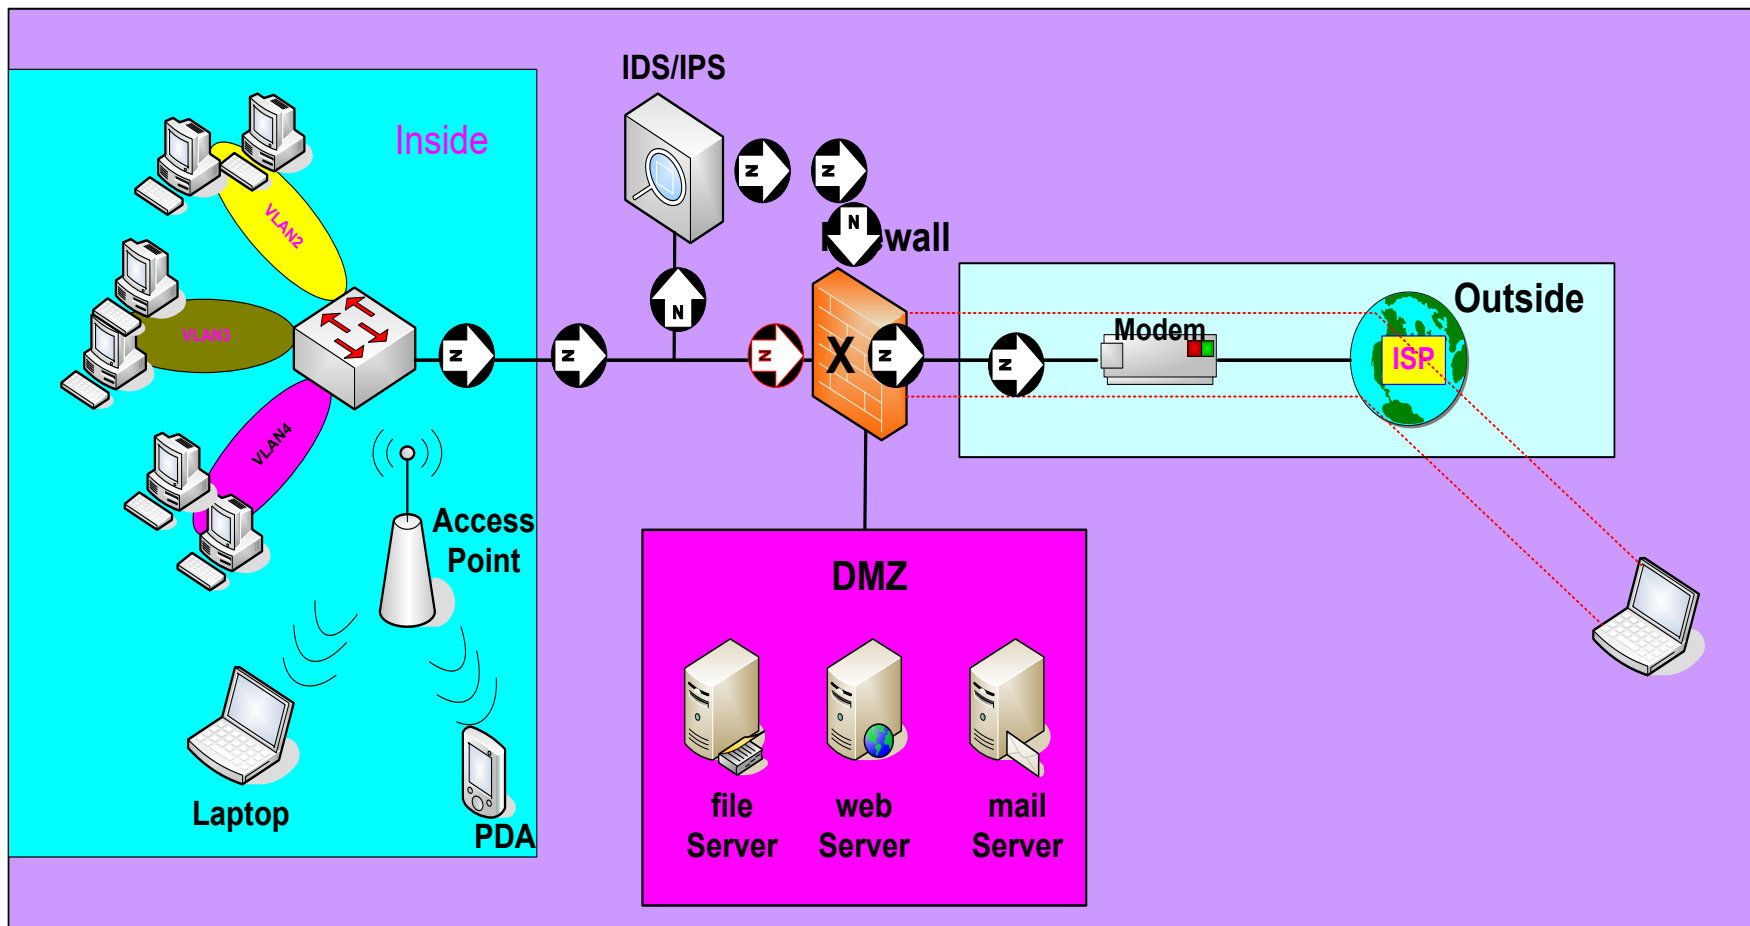 IDS/IPS
Inside
VLAN2
N
N
N
wall
Outside
N
VLAN3
N
N
N
X
N
N
Modem
ISP
VLAN4
Access
Point
DMZ
Laptop
PDA
file
Server
web
Server
mail
Server